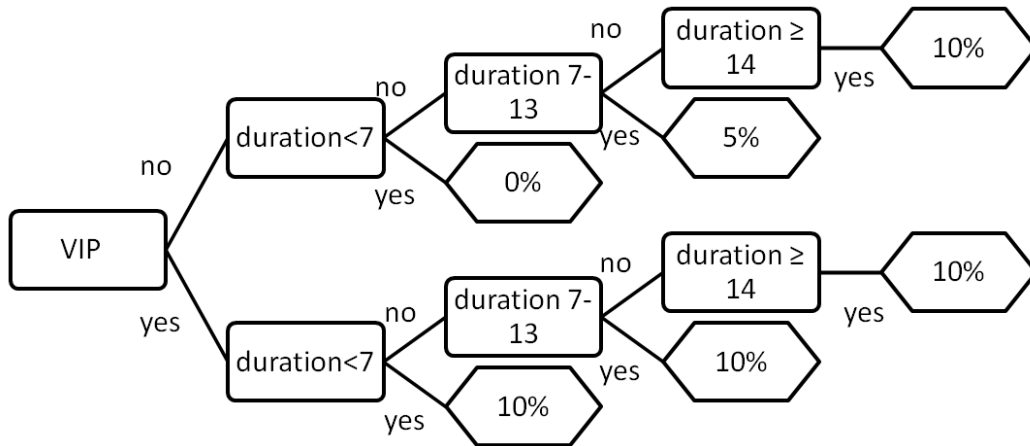 no
duration ≥
14
10%
no
duration 7-
13
yes
duration<7
yes
5%
no
yes
0%
VIP
no
duration ≥
14
10%
yes
no
duration 7-
13
yes
duration<7
yes
10%
yes
10%